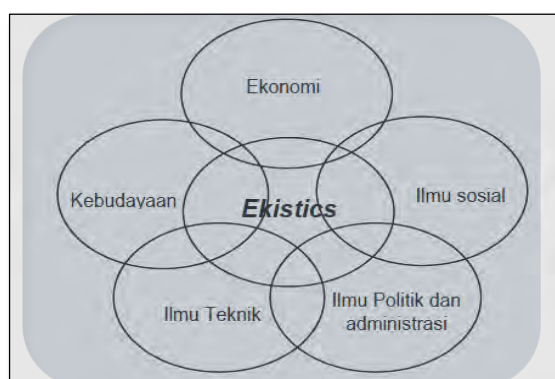 Ekonomi
Kebudayaan
Ekistics
Ilmu sosial
Ilmu Teknik
Ilmu Politik dan
administrasi